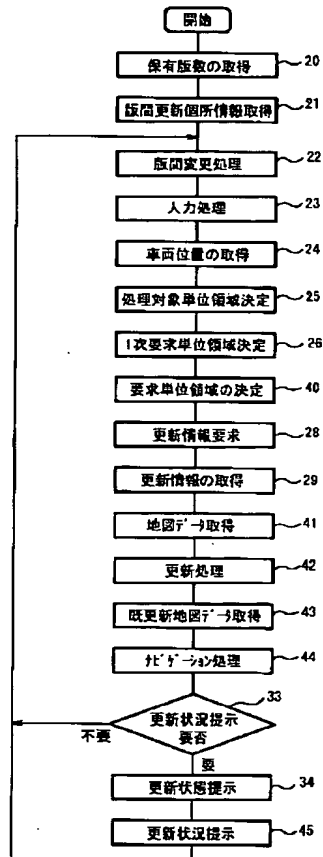 開始
保有版数の取得
20
版間更新個所情報取得
21
版間変更処理
22
入力処理
23
車両位置の取得
24
処理対象単位領域決定
25
1次要求単位領域決定
26
要求単位領域の決定
40
更新情報要求
28
更新情報の取得
29
地図データ取得
41
更新処理
42
既更新地図データ取得
43
ナビゲーション処理
44
33
更新状況提示
要否
不要
要
更新状態提示
34
更新状況提示
45